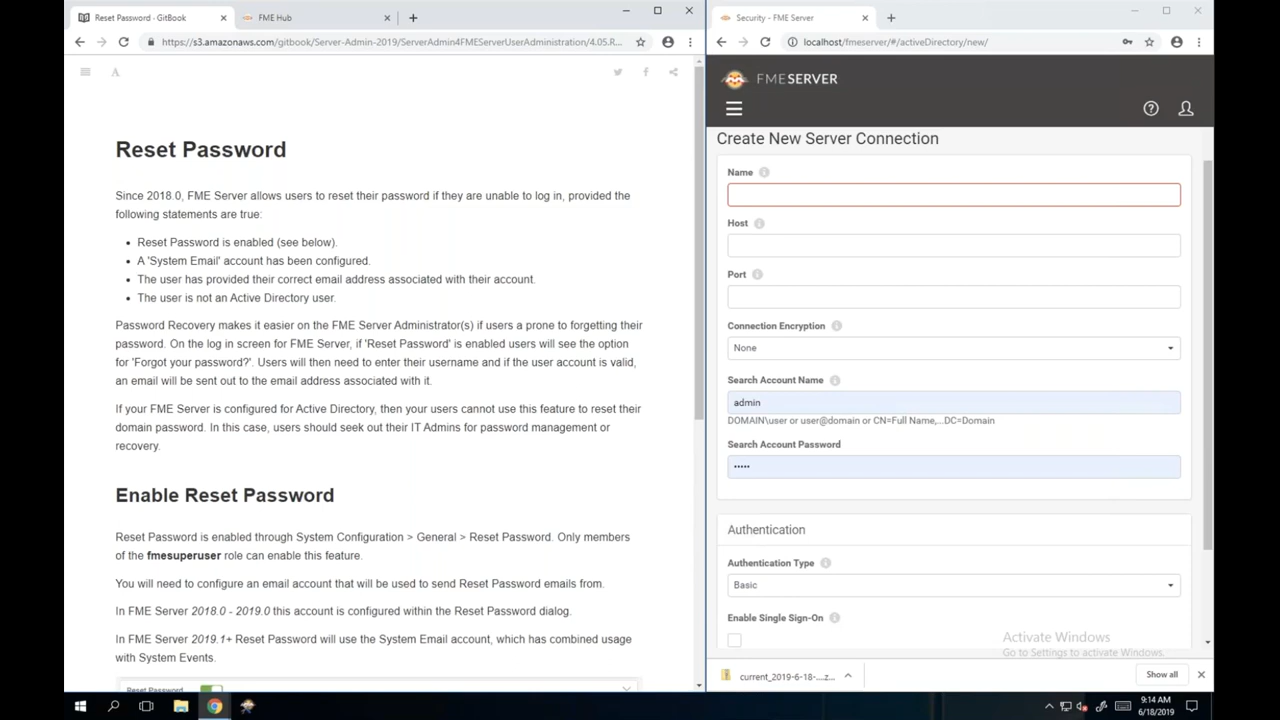 Reset Password - GitBook
FME Hub
https://s3.amazonaws.com/gitbook/Server-Admin-2019/ServerAdmin4FMEServerUserAdministration/4.05.R...
A
Reset Password
Since 2018.0, FME Server allows users to reset their password if they are unable to log in, provided the
following statements are true:
• Reset Password is enabled (see below).
• A 'System Email' account has been configured.
• The user has provided their correct email address associated with their account.
• The user is not an Active Directory user.
Password Recovery makes it easier on the FME Server Administrator(s) if users a prone to forgetting their
password. On the log in screen for FME Server, if 'Reset Password' is enabled users will see the option
for 'Forgot your password?'. Users will then need to enter their username and if the user account is valid,
an email will be sent out to the email address associated with it.
If your FME Server is configured for Active Directory, then your users cannot use this feature to reset their
domain password. In this case, users should seek out their IT Admins for password management or
recovery.
Enable Reset Password
Reset Password is enabled through System Configuration > General > Reset Password. Only members
of the fmesuperuser role can enable this feature.
You will need to configure an email account that will be used to send Reset Password emails from.
In FME Server 2018.0 - 2019.0 this account is configured within the Reset Password dialog.
In FME Server 2019.1+ Reset Password will use the System Email account, which has combined usage
with System Events.
Reset Password
Security - FME Server
localhost/fmeserver/#/activeDirectory/new/
FMESERVER
Create New Server Connection
Name
Host
Port
Connection Encryption
None
Search Account Name
admin
DOMAIN\user or user@domain or CN=Full Name,...DC=Domain
Search Account Password
•••••
Authentication
Authentication Type
Basic
Enable Single Sign-On
Activate Windows
Go to Settings to activate Windows.
current_2019-6-18-....z...
Show all
9:14 AM
6/18/2019